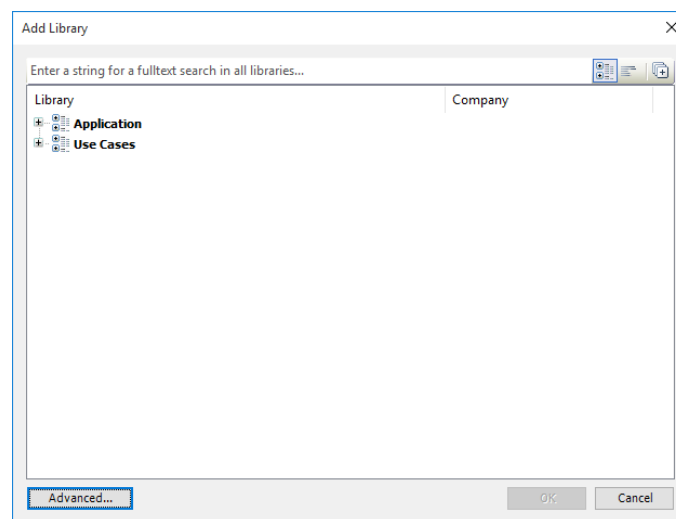 Add Library
Enter a string for a fulltext search in all libraries...
Library Company
Application
Use Cases
Advanced... OK Cancel